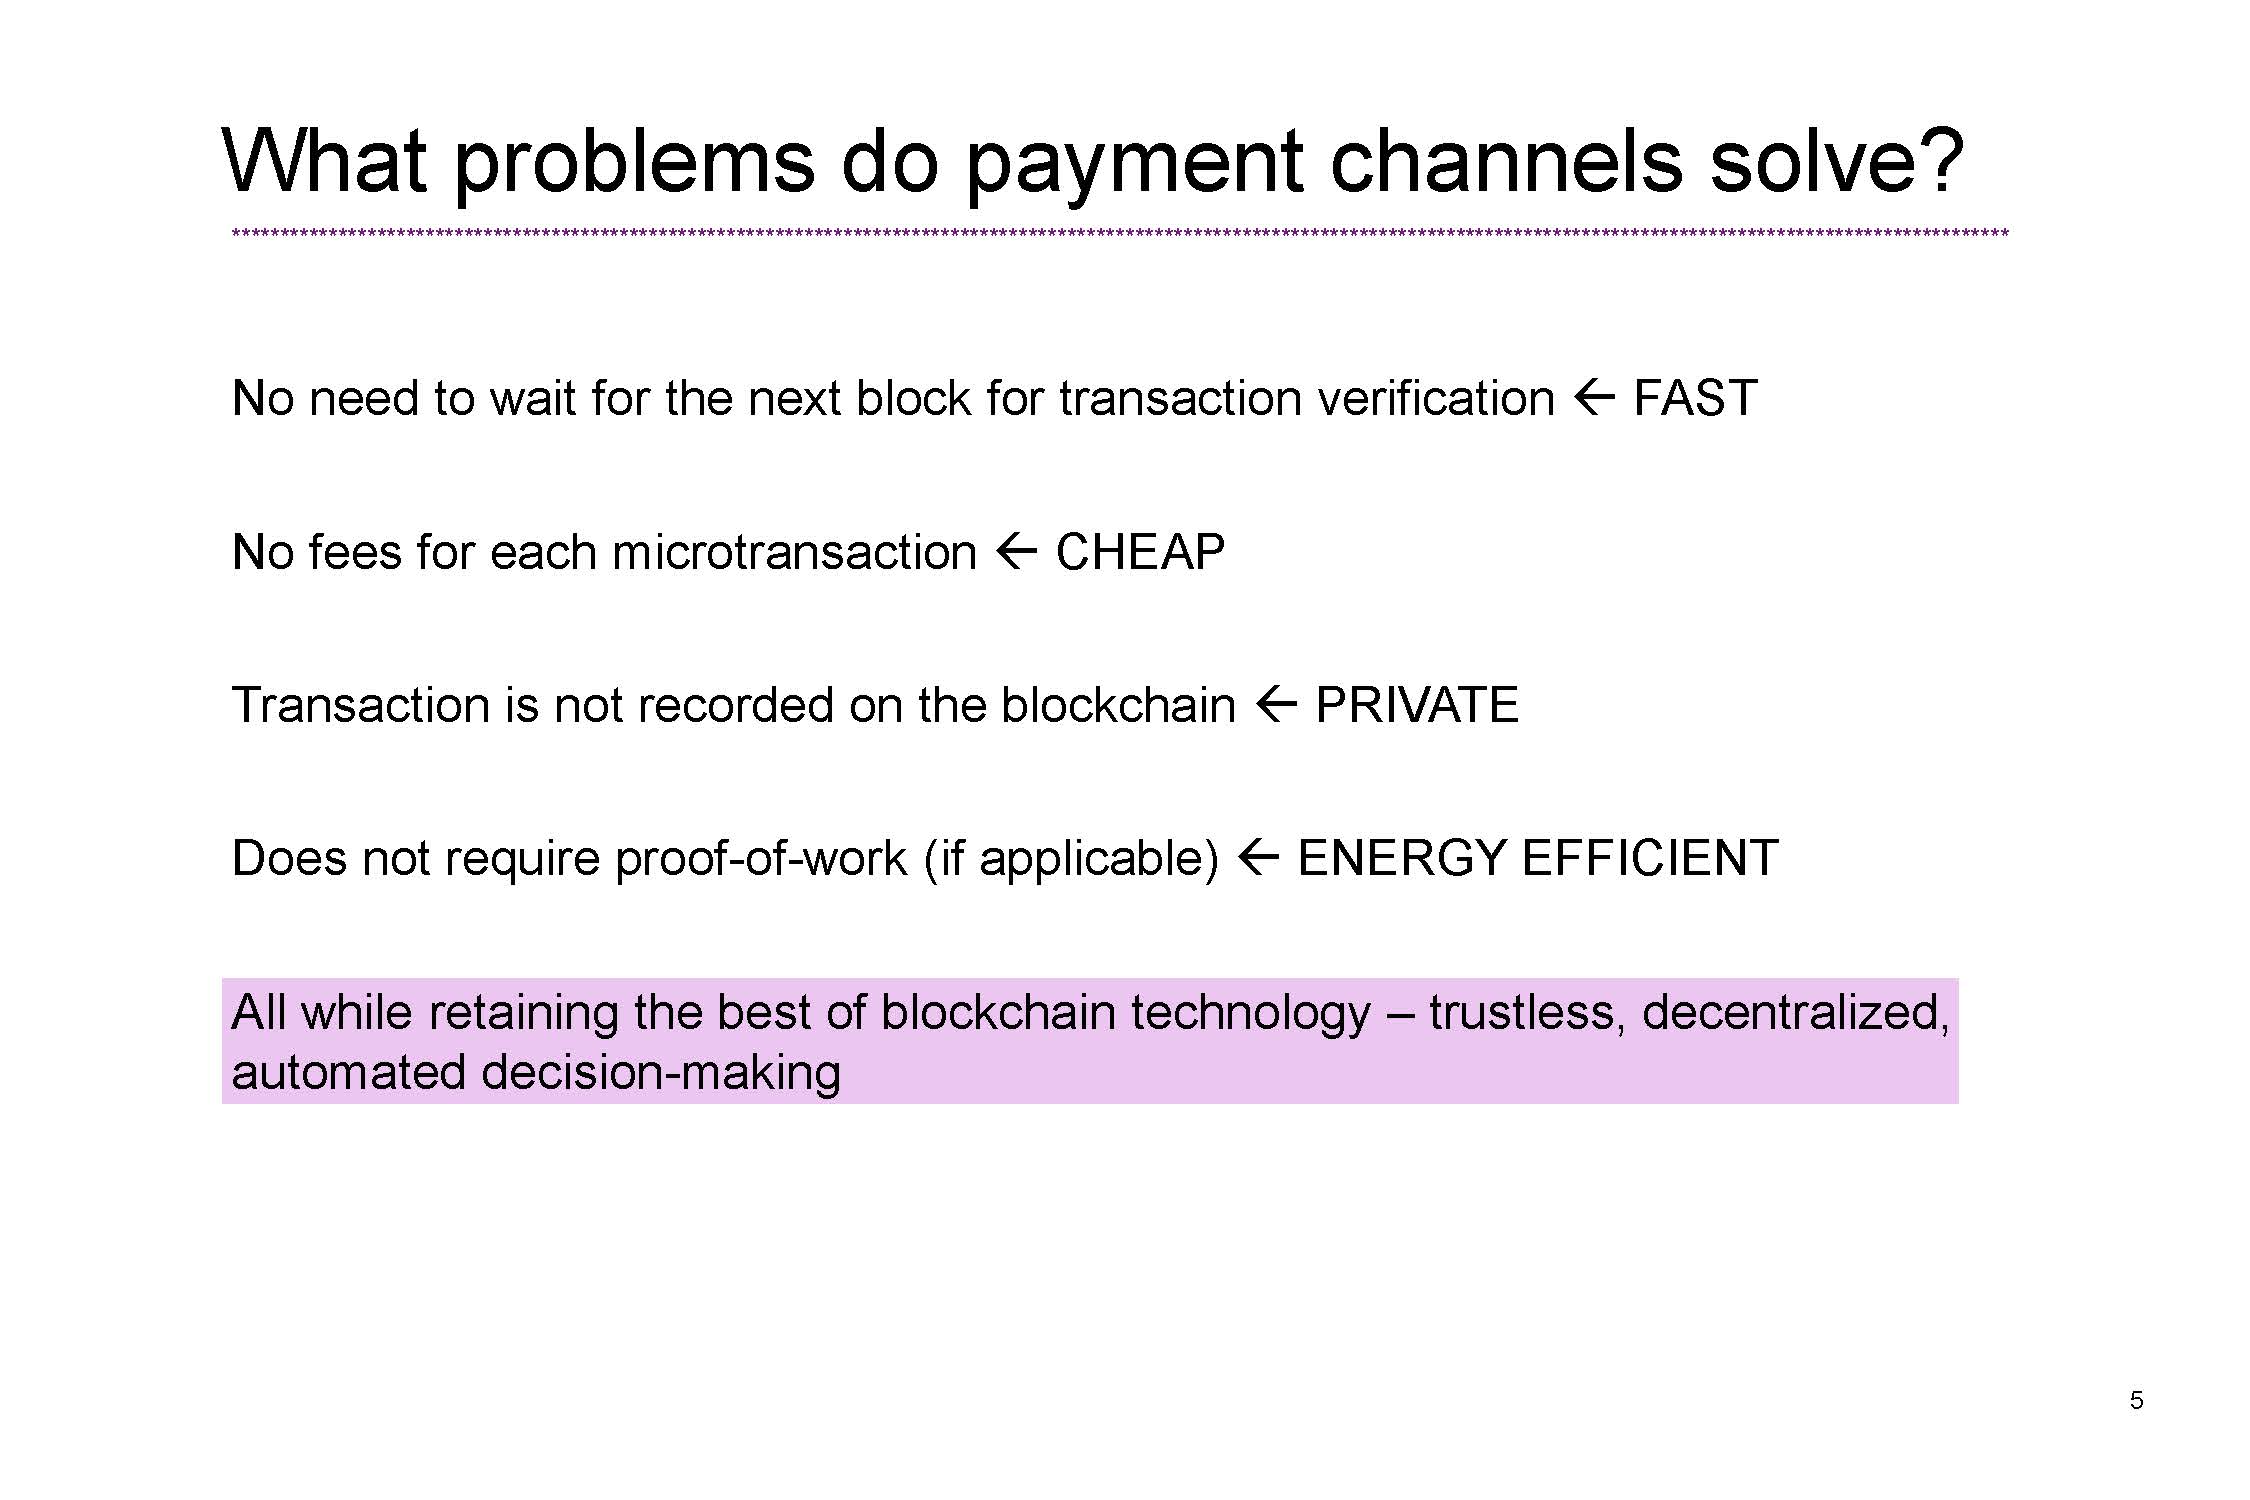 What problems do payment channels solve?
********************************************************************************************************************************************************************************
No need to wait for the next block for transaction verification ← FAST
No fees for each microtransaction ← CHEAP
Transaction is not recorded on the blockchain ← PRIVATE
Does not require proof-of-work (if applicable) ← ENERGY EFFICIENT
All while retaining the best of blockchain technology – trustless, decentralized,
automated decision-making
5